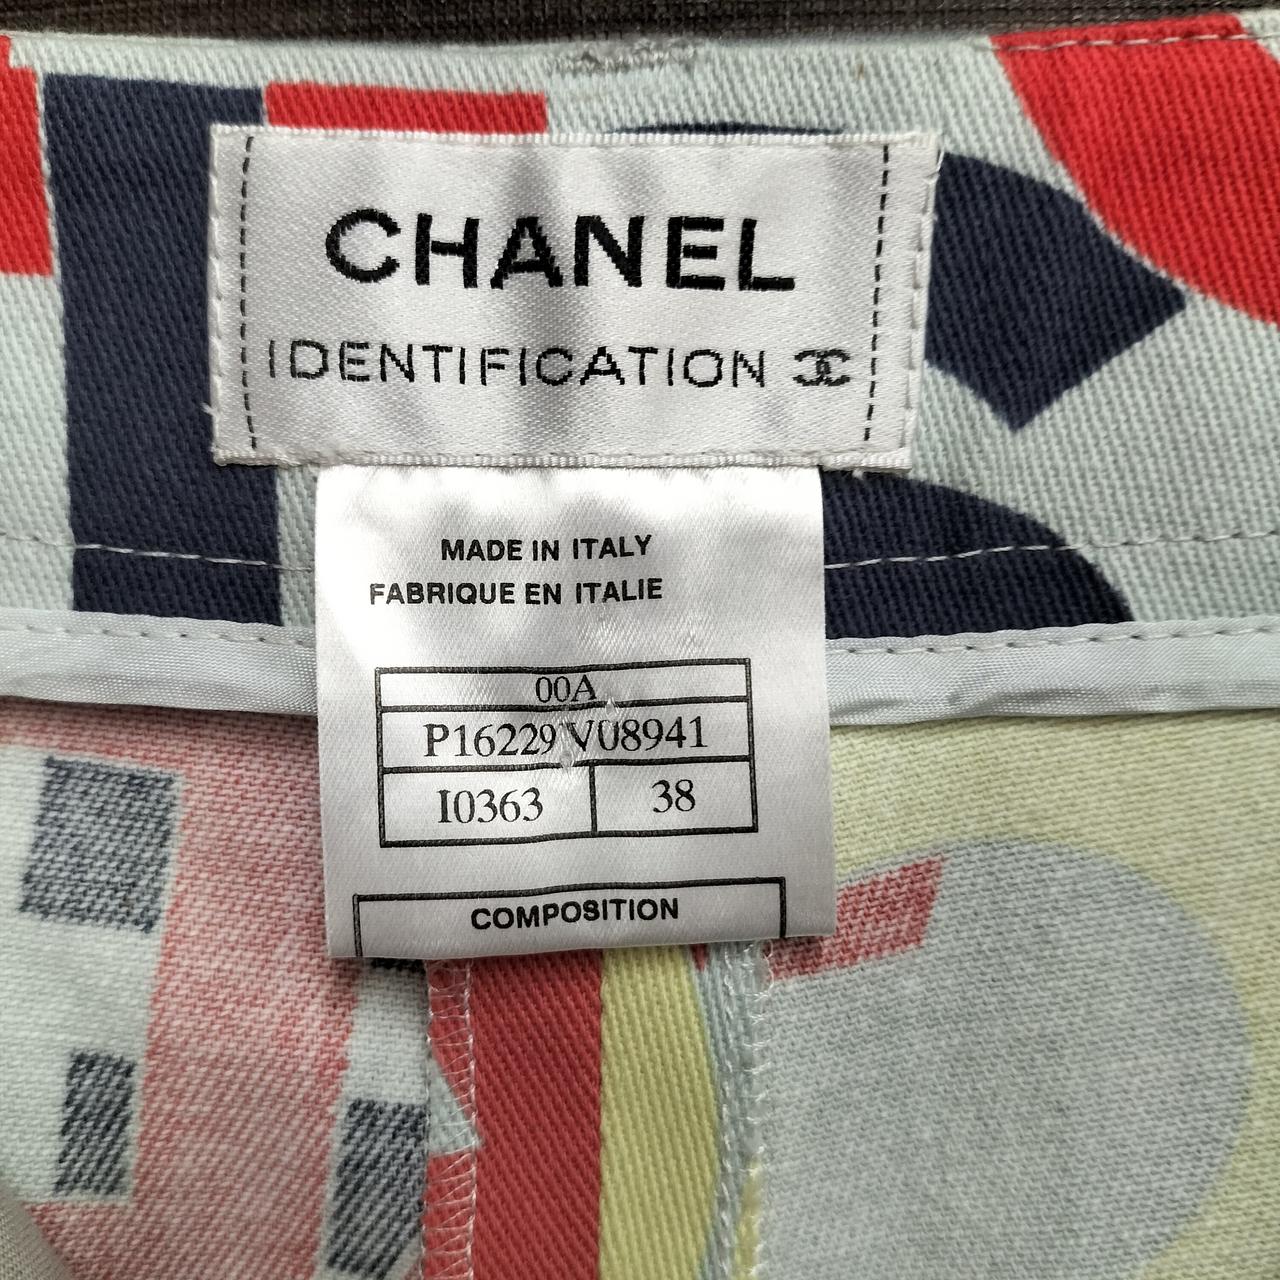 CHANEL
IDENTIFICATION
MADE IN ITALY
FABRIQUE EN ITALIE
00A
P16229 V08941
I0363 38
COMPOSITION